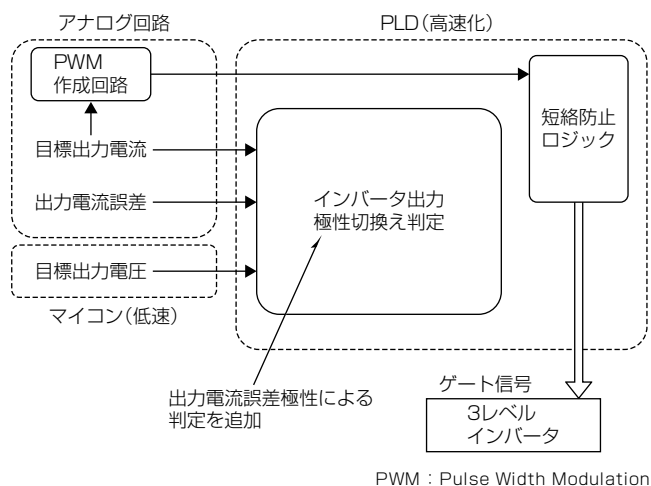 アナログ回路
PLD（高速化）
PWM
作成回路
目標出力電流
出力電流誤差
目標出力電圧
マイコン（低速）
インバータ出力
極性切換え判定
短絡防止
ロジック
出力電流誤差極性による
判定を追加
ゲート信号
3レベル
インバータ
PWM：Pulse Width Modulation